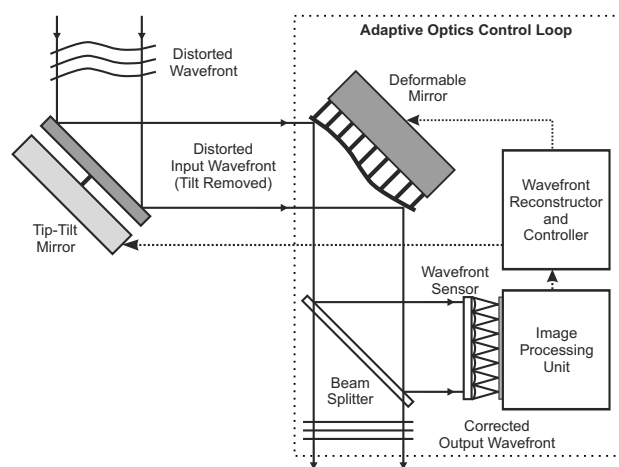 Adaptive Optics Control Loop
Distorted
Wavefront
Deformable
Mirror
Distorted
Input Wavefront
(Tilt Removed)
Wavefront
Reconstructor
and
Controller
Tip-Tilt
Mirror
Wavefront
Sensor
Image
Processing
Unit
Beam
Splitter
Corrected
Output Wavefront